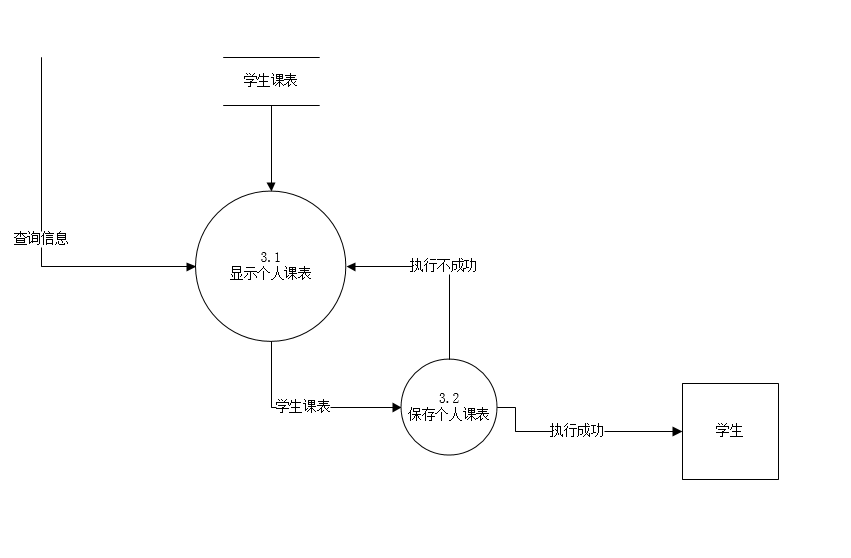 学生课表
查询信息
3.1
显示个人课表
执行不成功
学生课表
3.2
保存个人课表
执行成功
学生